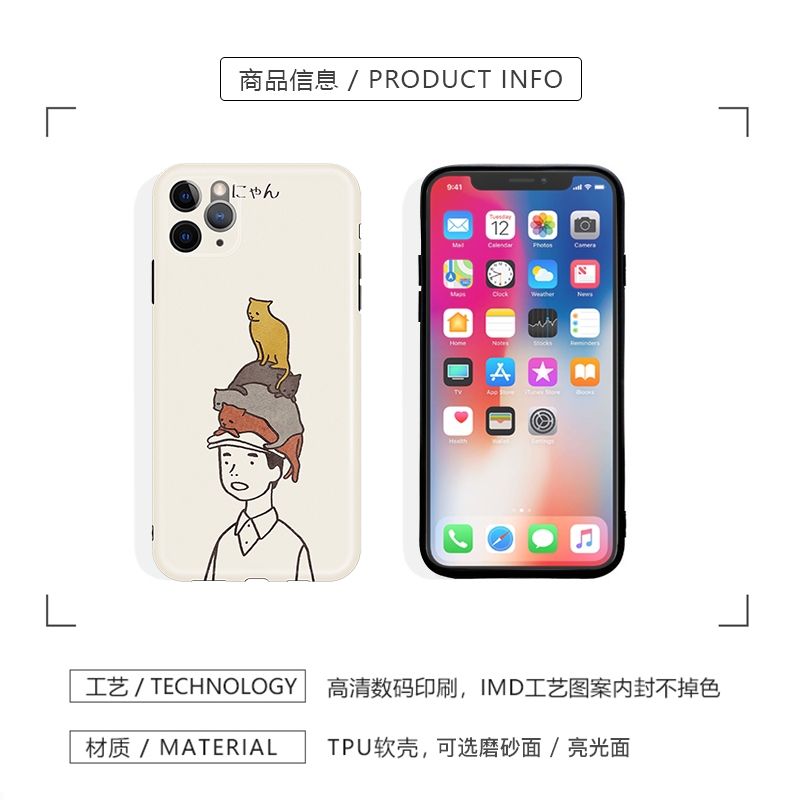 商品信息 / PRODUCT INFO
にゃん
9:41
Mail
Tuesday
12
Calendar
Photos
Camera
Maps
Clock
Weather
News
Home
Notes
Stocks
Reminders
TV
App Store
iTunes Store
iBooks
Health
Wallet
Settings
工艺 / TECHNOLOGY 高清数码印刷，IMD工艺图案内封不掉色
材质 / MATERIAL TPU软壳，可选磨砂面 / 亮光面